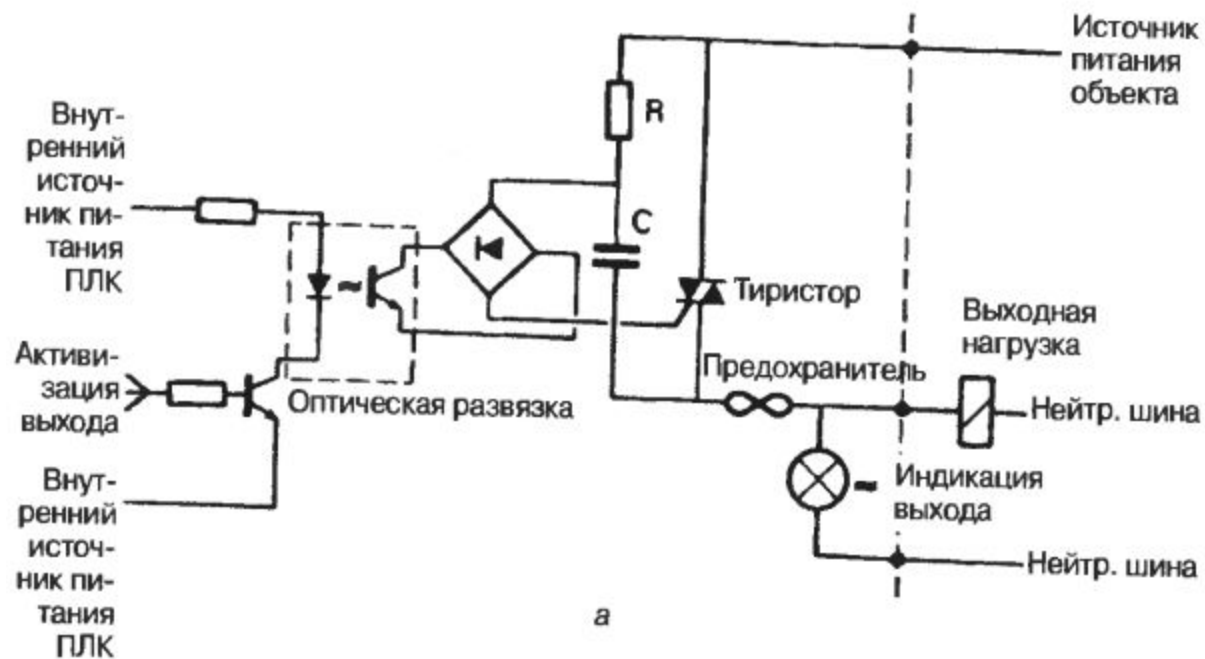 Источник
питания
объекта
Внут-
ренний
источ-
ник пи-
тания
ПЛК
R
C
Тиристор
Выходная
нагрузка
Предохранитель
Активи-
зация
выхода
Оптическая развязка
Нейтр. шина
Индикация
выхода
Внут-
ренний
источ-
ник пи-
тания
ПЛК
Нейтр. шина
а